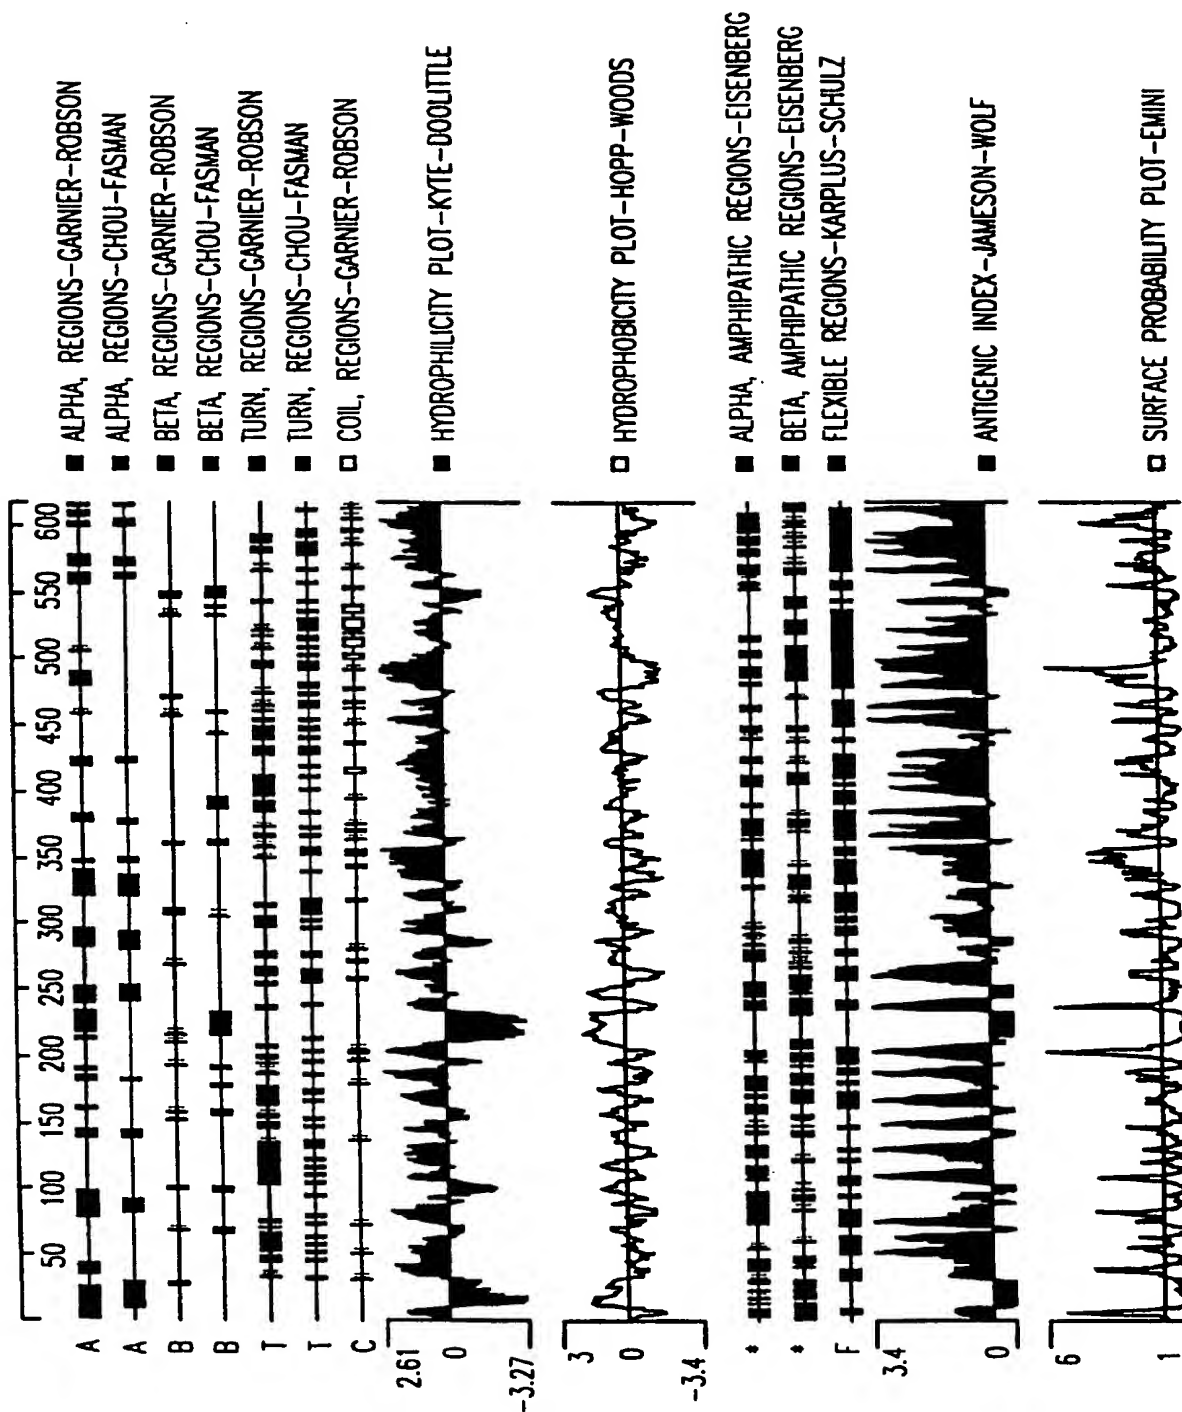 50 100 150 200 250 300 350 400 450 500 550 600
A ■ ALPHA, REGIONS-GARNIER-ROBSON
A ■ ALPHA, REGIONS-CHOU-FASMAN
B ■ BETA, REGIONS-GARNIER-ROBSON
B ■ BETA, REGIONS-CHOU-FASMAN
T ■ TURN, REGIONS-GARNIER-ROBSON
T ■ TURN, REGIONS-CHOU-FASMAN
C □ COIL, REGIONS-GARNIER-ROBSON
2.61
0 ■ HYDROPHILICITY PLOT-KYTE-DOOLITTLE
-3.27
3
0 □ HYDROPHOBICITY PLOT-HOPP-WOODS
-3.4
* ■ ALPHA, AMPHIPATHIC REGIONS-EISENBERG
* ■ BETA, AMPHIPATHIC REGIONS-EISENBERG
F ■ FLEXIBLE REGIONS-KARPLUS-SCHULZ
3.4
0 ■ ANTIGENIC INDEX-JAMESON-WOLF
6
1 □ SURFACE PROBABILITY PLOT-EMINI